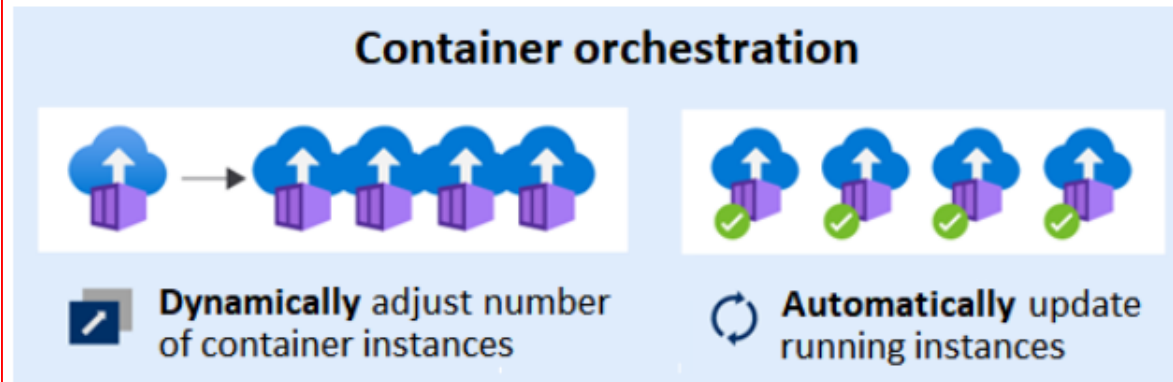 Container orchestration
Dynamically adjust number
of container instances
Automatically update
running instances